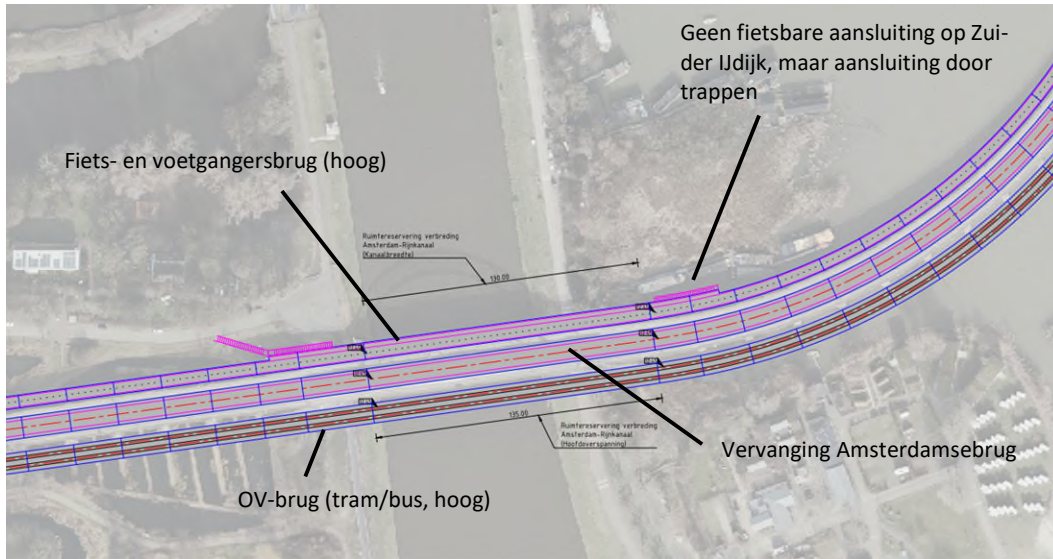 Geen fietsbare aansluiting op Zui-
der IJdijk, maar aansluiting door
trappen
Fiets- en voetgangersbrug (hoog)
Ruimtereservering verbreding
Amsterdam-Rijnkanaal
(Kanaalbreedte)
130.00
135.00
Ruimtereservering verbreding
Amsterdam-Rijnkanaal
(Hoofdoverspanning)
Vervanging Amsterdamsebrug
OV-brug (tram/bus, hoog)